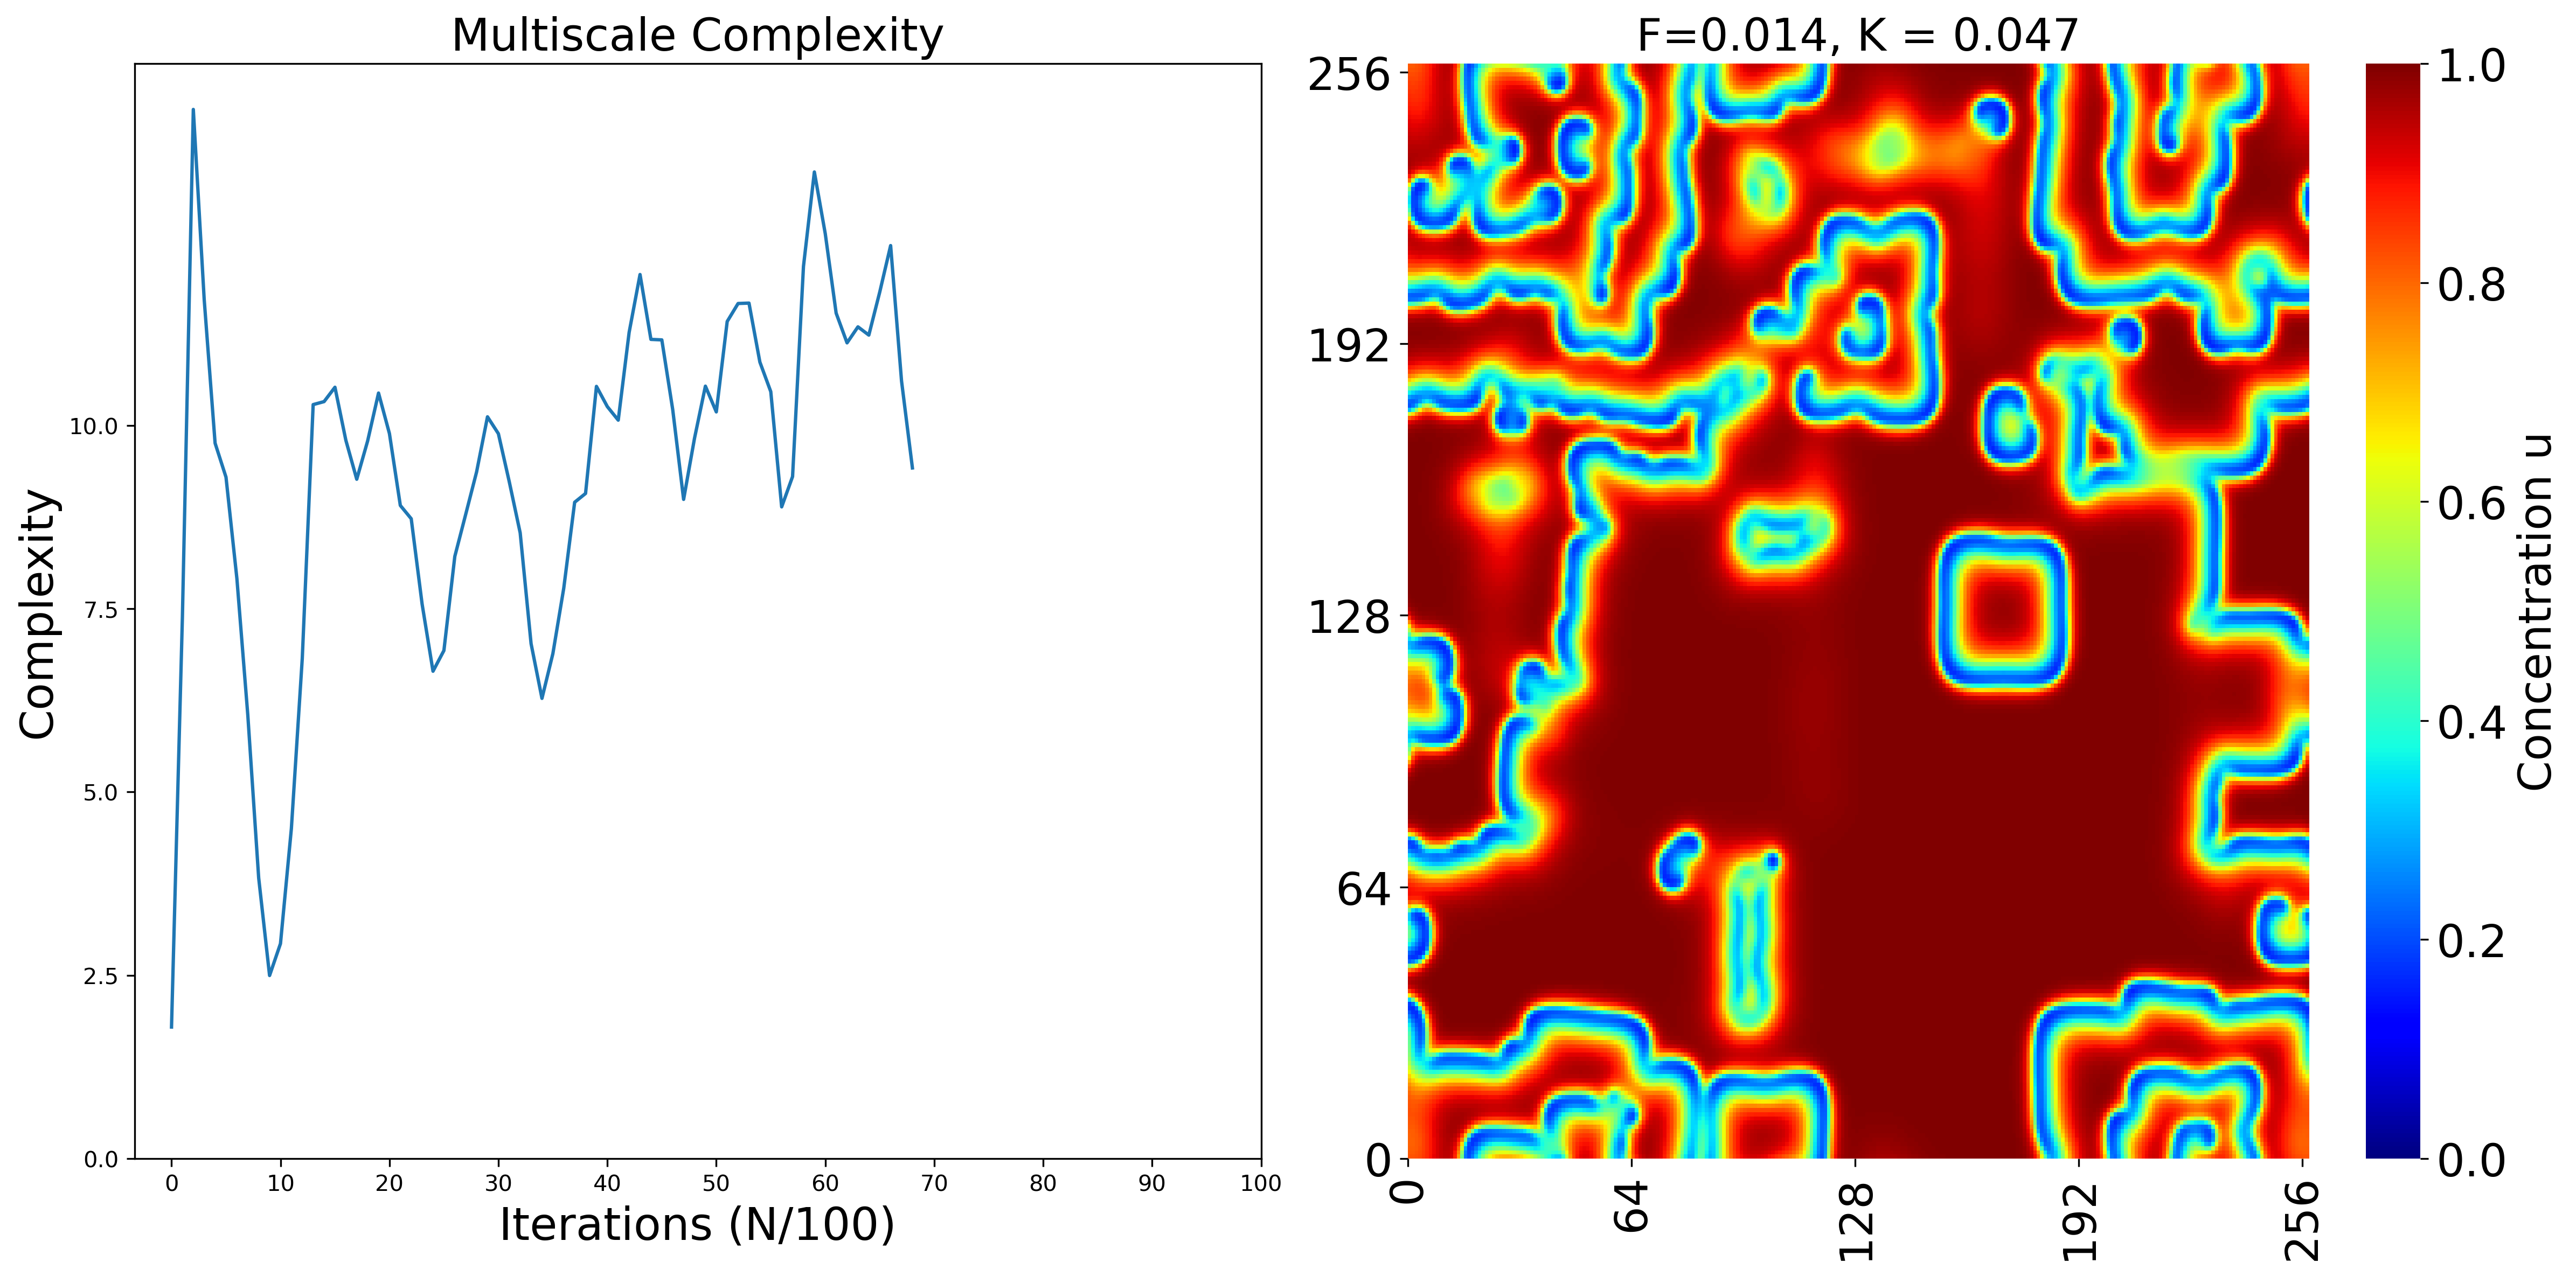 Multiscale Complexity
Complexity
10.0
7.5
5.0
2.5
0.0
0 10 20 30 40 50 60 70 80 90 100
Iterations (N/100)
F=0.014, K = 0.047
256
192
128
64
0
0 64 128 192 256
1.0
0.8
0.6
0.4
0.2
0.0
Concentration u